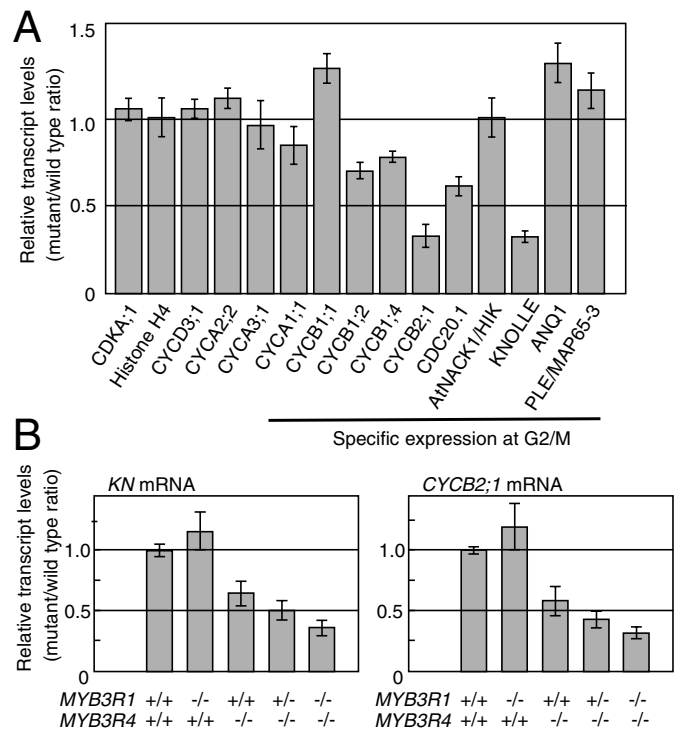 A
Relative transcript levels
(mutant/wild type ratio)
1.5
1.0
0.5
0
CDKA;1
Histone H4
CYCD3;1
CYCA2;2
CYCA3;1
CYCA1;1
CYCB1;1
CYCB1;2
CYCB1;4
CYCB2;1
CDC20.1
AtNACK1/HIK
KNOLLE
ANQ1
PLE/MAP65-3
Specific expression at G2/M
B
Relative transcript levels
(mutant/wild type ratio)
KN mRNA
1.0
0.5
0
MYB3R1 +/+ -/- +/+ +/- -/-
MYB3R4 +/+ +/+ -/- -/- -/-
CYCB2;1 mRNA
1.0
0.5
0
MYB3R1 +/+ -/- +/+ +/- -/-
MYB3R4 +/+ +/+ -/- -/- -/-